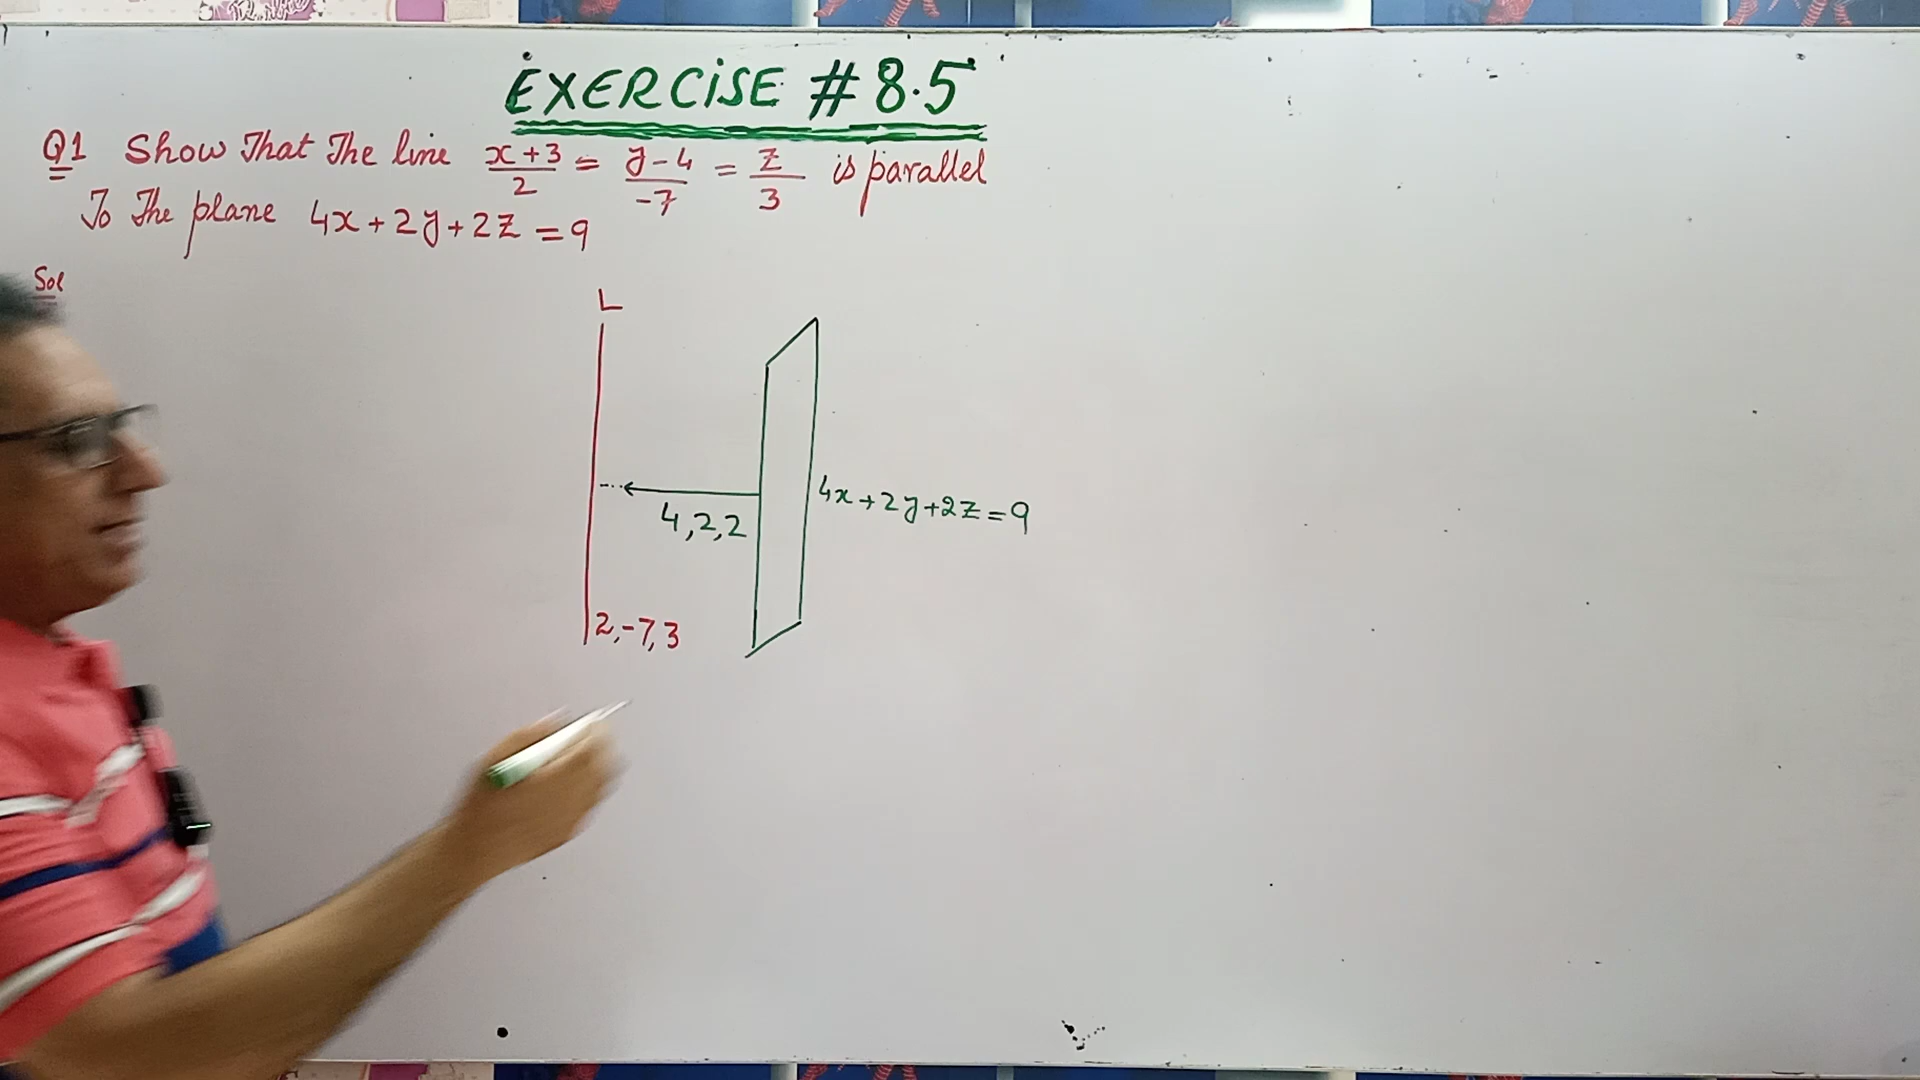 EXERCISE # 8.5
Q1 Show That The line x+3/2 = y-4/-7 = z/3 is parallel
To The plane 4x+2y+2z=9
Sol
L
4x+2y+2z=9
4,2,2
2,-7,3